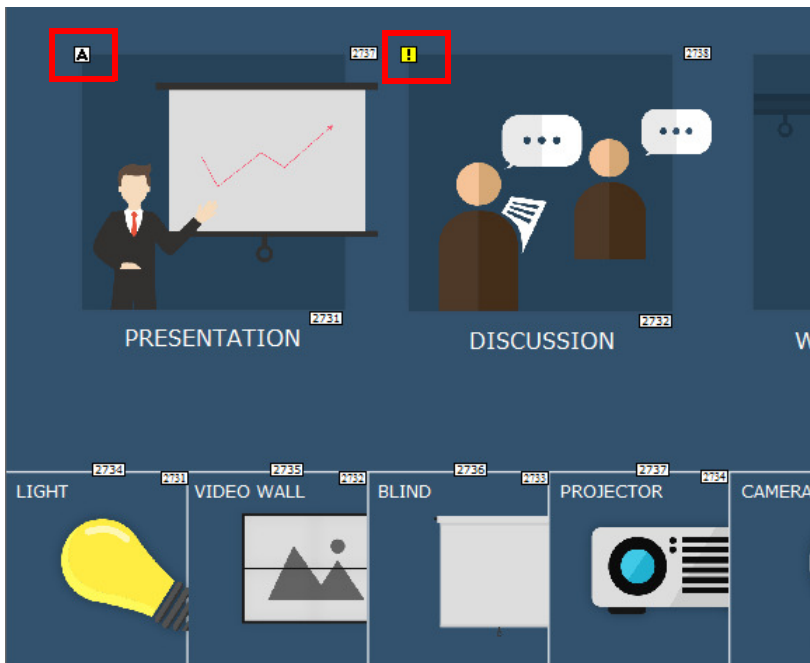 A
2737
!
2738
2731
2732
PRESENTATION
DISCUSSION
W
2734
2731
2735
2732
2736
2733
2737
2734
LIGHT
VIDEO WALL
BLIND
PROJECTOR
CAMERA